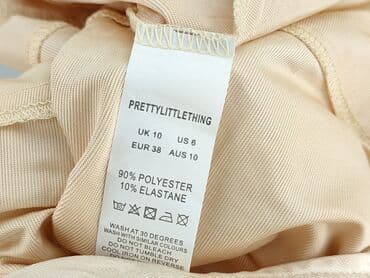 PRETTYLITTLETHING
UK 10 US 6
EUR 38 AUS 10
90% POLYESTER
10% ELASTANE
WASH AT 30 DEGREES
WASH WITH SIMILAR COLOURS
DO NOT BLEACH
DO NOT TUMBLE DRY
COOL IRON ON REVERSE